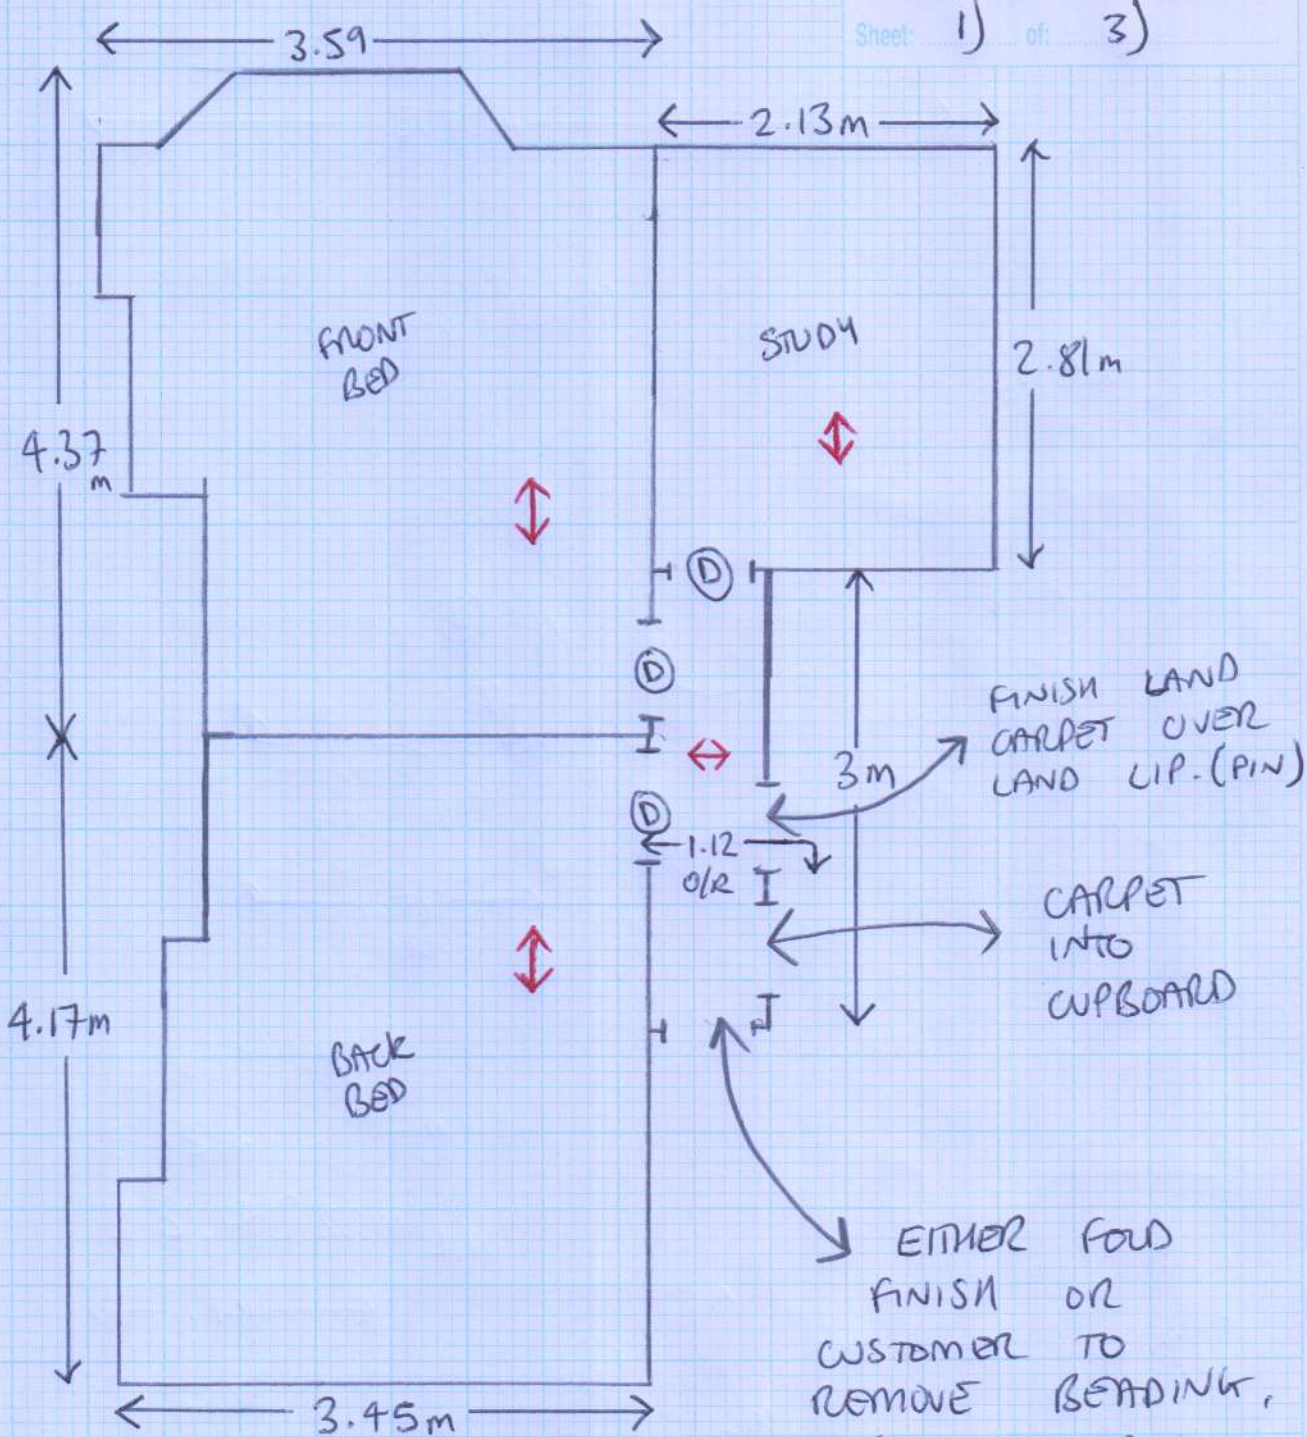 Sheet: 1) of: 3)
3.59
2.13m
FRONT
BED
STUDY
2.81m
4.37
m
D
D
FINISH LAND
CARPET OVER
LAND LIP. (PIN)
3m
D
1.12
O/R
CARPET
INTO
CUPBOARD
4.17m
BACK
BED
EITHER FOLD
FINISH OR
CUSTOMER TO
REMOVE BEADING.
3.45m